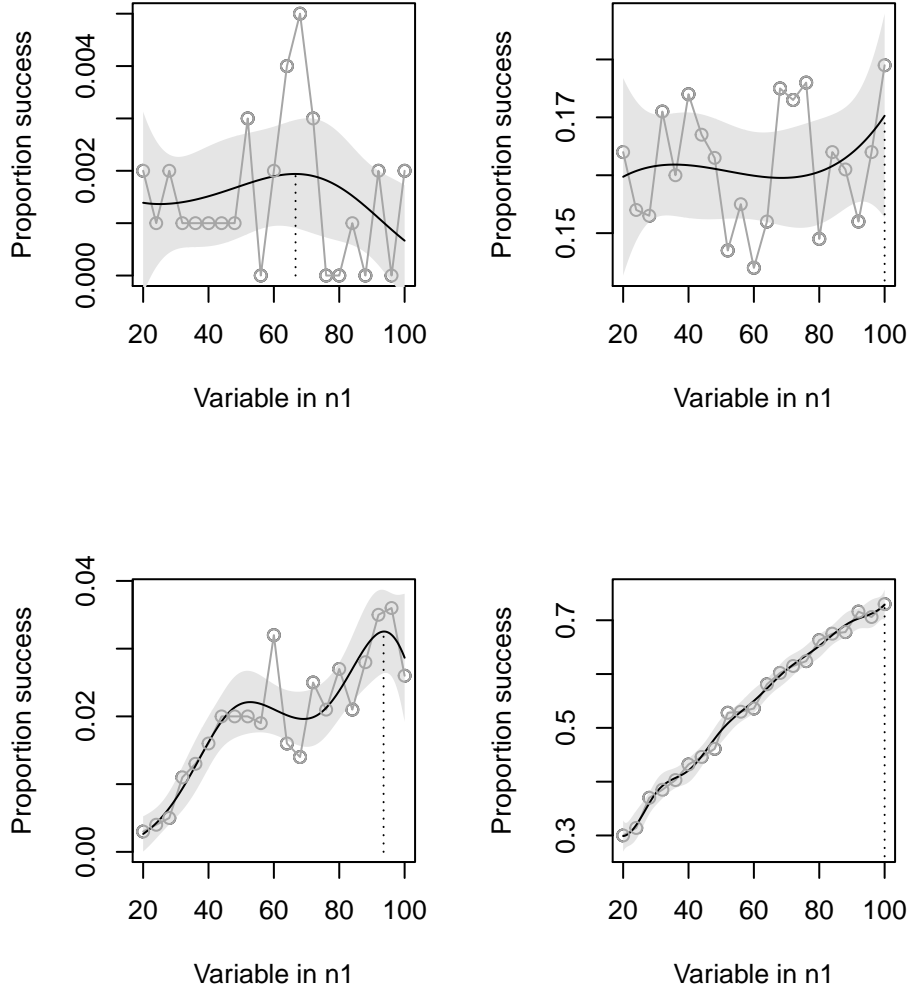 Proportion success
0.004
0.002
0.000
20 40 60 80 100
Variable in n1
Proportion success
0.17
0.15
20 40 60 80 100
Variable in n1
Proportion success
0.04
0.02
0.00
20 40 60 80 100
Variable in n1
Proportion success
0.7
0.5
0.3
20 40 60 80 100
Variable in n1